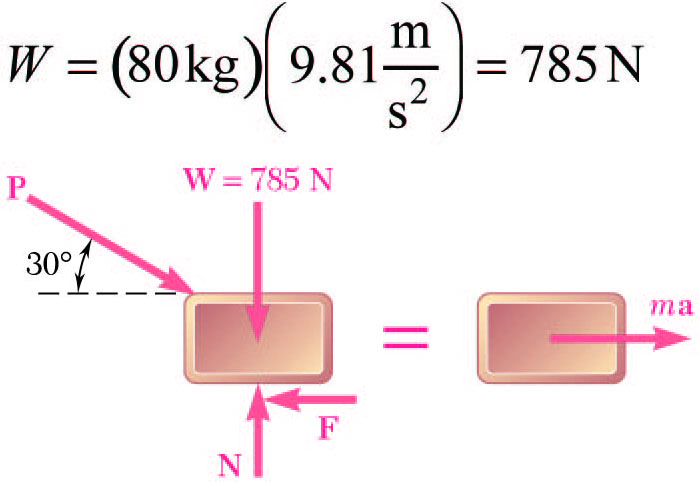 W = (80 kg)(9.81 m/s²) = 785 N
P
W = 785 N
30°
=
ma
F
N